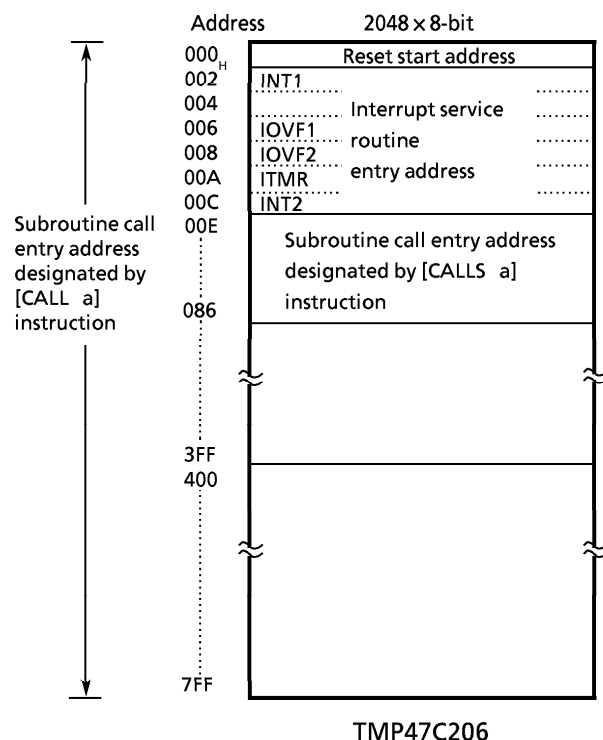 Address 2048 × 8-bit
000H Reset start address
002 INT1
004 Interrupt service
006 IOVF1 routine
008 IOVF2
00A ITMR entry address
00C INT2
00E
Subroutine call
entry address
designated by
[CALL a]
instruction
Subroutine call entry address
designated by [CALLS a]
instruction
086
3FF
400
7FF
TMP47C206